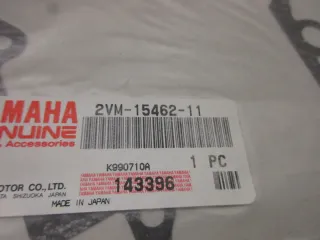 2VM-15462-11
YAMAHA
GENUINE
& Accessories
K990710A
1 PC
MOTOR CO., LTD.
143396
SHIZUOKA JAPAN
MADE IN JAPAN